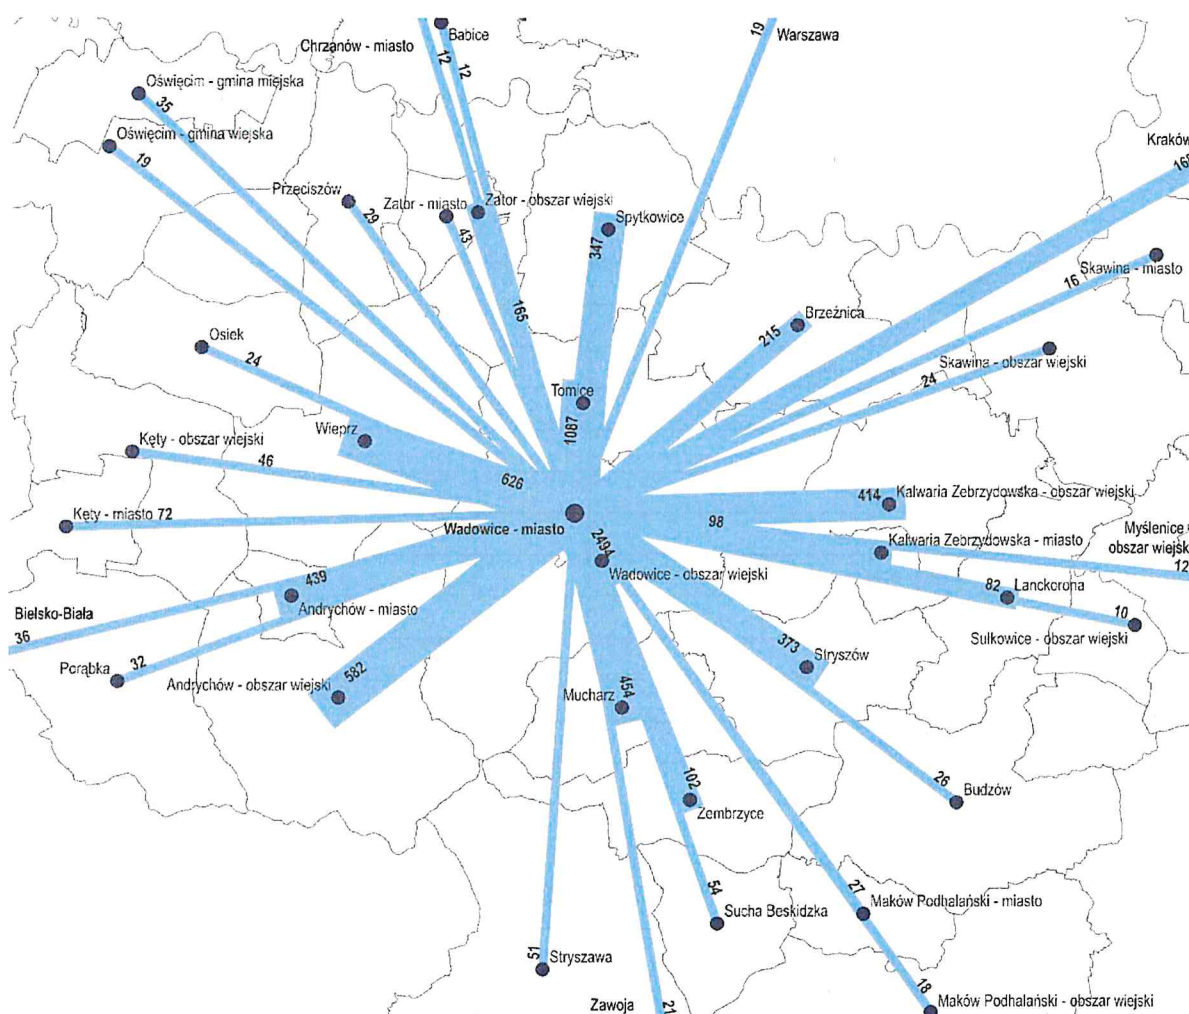 Babice
Chrzanów - miasto
12
12
19
Warszawa
Oświęcim - gmina miejska
35
Oświęcim - gmina wiejska
19
Kraków
Przeciszów
29
Zator - miasto
43
Zator - obszar wiejski
Spytkowice
347
Skawina - miasto
16
165
Brzeźnica
215
Osiek
24
Skawina - obszar wiejski
24
Tomice
1087
Wieprz
Kęty - obszar wiejski
46
626
414
Kalwaria Zebrzydowska - obszar wiejski
Kęty - miasto 72
Wadowice - miasto
98
Kalwaria Zebrzydowska - miasto
Myślenice
obszar
12
2494
Wadowice - obszar wiejski
439
Andrychów - miasto
82
Lanckorona
10
Sułkowice - obszar wiejski
Bielsko-Biała
36
Porąbka
32
Andrychów - obszar wiejski
582
373
Stryszów
Mucharz
454
102
Zembrzyce
26
Budzów
54
Sucha Beskidzka
27
Maków Podhalański - miasto
51
Stryszawa
Zawoja
21
18
Maków Podhalański - obszar wiejski